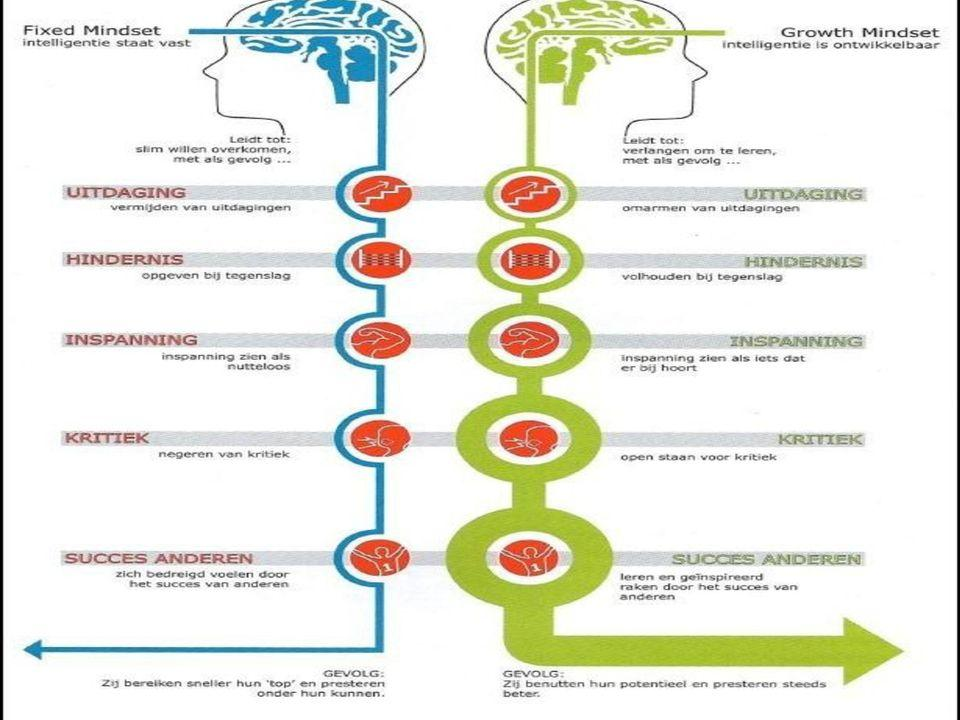 Fixed Mindset
intelligentie staat vast
Growth Mindset
intelligentie is ontwikkelbaar
Leidt tot:
slim willen overkomen,
met als gevolg ...
Leidt tot:
verlangen om te leren,
met als gevolg ...
UITDAGING
vermijden van uitdagingen
UITDAGING
omarmen van uitdagingen
HINDERNIS
opgeven bij tegenslag
HINDERNIS
volhouden bij tegenslag
INSPANNING
inspanning zien als
nutteloos
INSPANNING
inspanning zien als iets dat
er bij hoort
KRITIEK
negeren van kritiek
KRITIEK
open staan voor kritiek
SUCCES ANDEREN
zich bedreigd voelen door
het succes van anderen
1
1
SUCCES ANDEREN
leren en geïnspireerd
raken door het succes van
anderen
GEVOLG:
Zij bereiken sneller hun 'top' en presteren
onder hun kunnen.
GEVOLG:
Zij benutten hun potentieel en presteren steeds
beter.